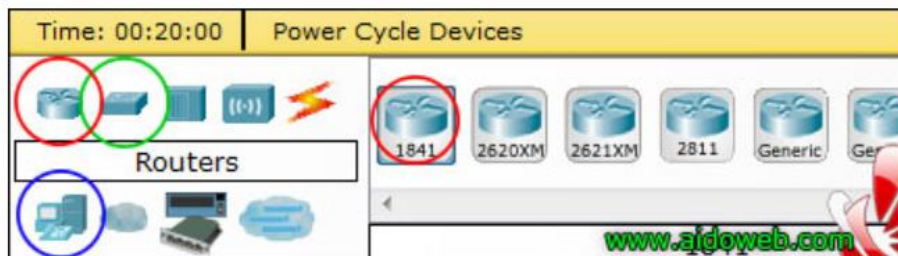 Time: 00:20:00 Power Cycle Devices
1841 2620XM 2621XM 2811 Generic
Routers
www.aidoweb.com